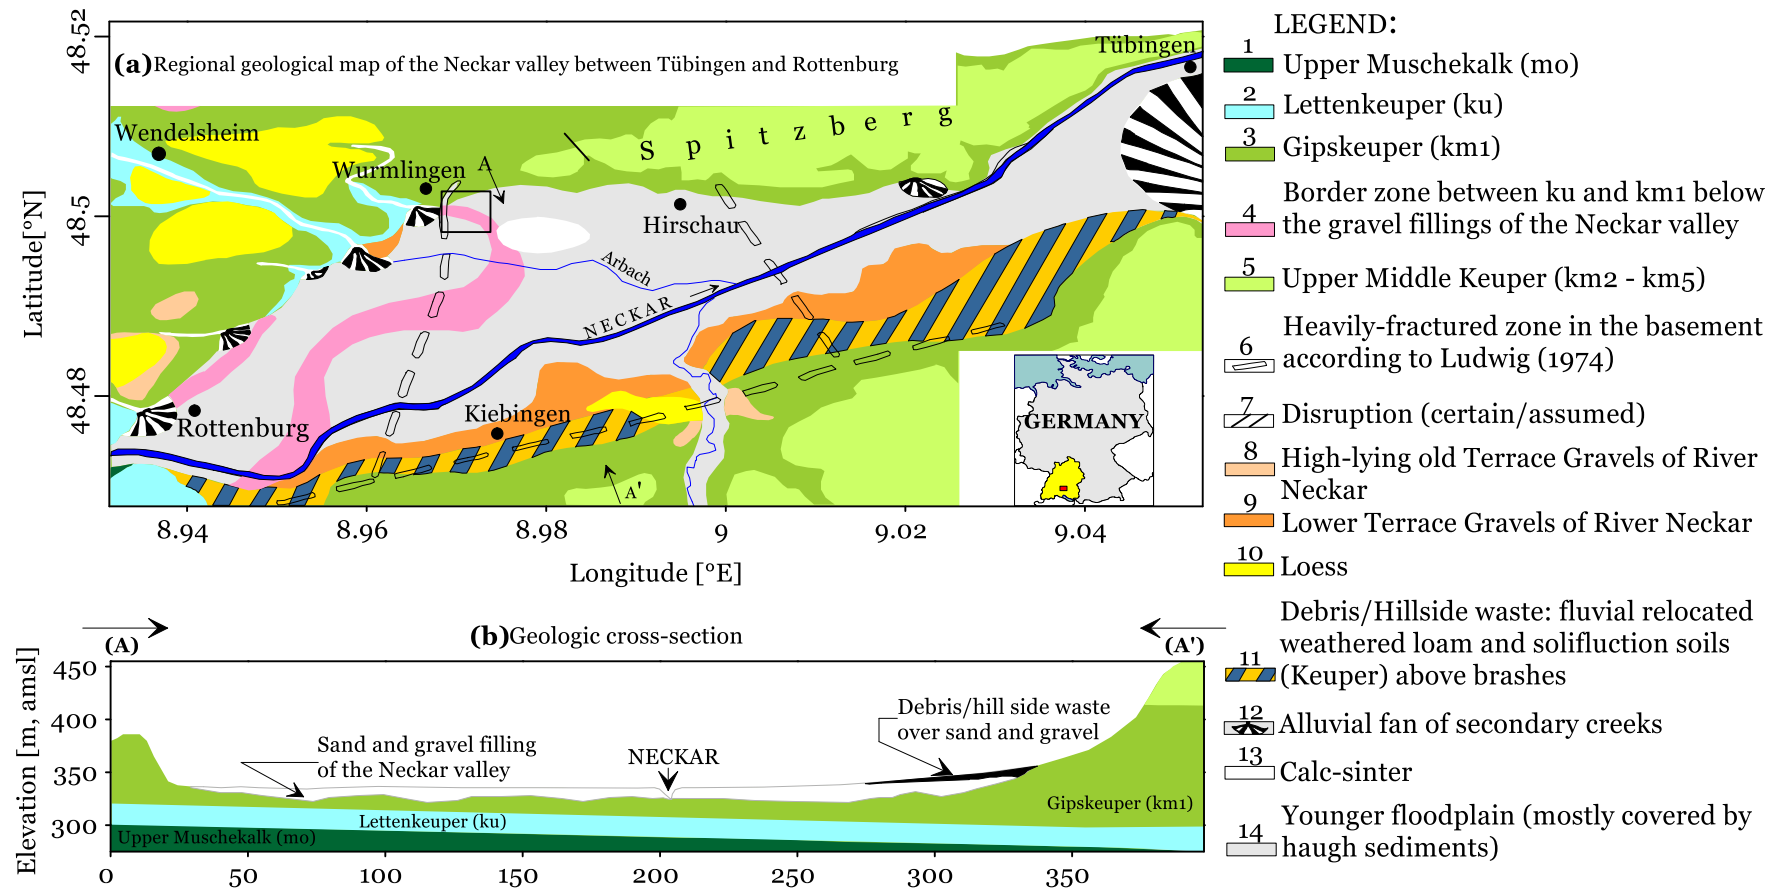 (a)Regional geological map of the Neckar valley between Tübingen and Rottenburg
Tübingen
Wendelsheim
Wurmlingen
A
Spitzberg
Hirschau
Arbach
NECKAR
Kiebingen
Rottenburg
A'
GERMANY
48.52
48.5
48.48
Latitude[°N]
8.94 8.96 8.98 9 9.02 9.04
Longitude [°E]
LEGEND:
1 Upper Muschekalk (mo)
2 Lettenkeuper (ku)
3 Gipskeuper (km1)
Border zone between ku and km1 below
4 the gravel fillings of the Neckar valley
5 Upper Middle Keuper (km2 - km5)
Heavily-fractured zone in the basement
6 according to Ludwig (1974)
7 Disruption (certain/assumed)
8 High-lying old Terrace Gravels of River
Neckar
9 Lower Terrace Gravels of River Neckar
10 Loess
Debris/Hillside waste: fluvial relocated
weathered loam and solifluction soils
11 (Keuper) above brashes
12 Alluvial fan of secondary creeks
13 Calc-sinter
Younger floodplain (mostly covered by
14 haugh sediments)
(A)
(b)Geologic cross-section
(A')
Elevation [m, amsl]
450
400
350
300
Sand and gravel filling
of the Neckar valley
NECKAR
Debris/hill side waste
over sand and gravel
Gipskeuper (km1)
Lettenkeuper (ku)
Upper Muschekalk (mo)
0 50 100 150 200 250 300 350